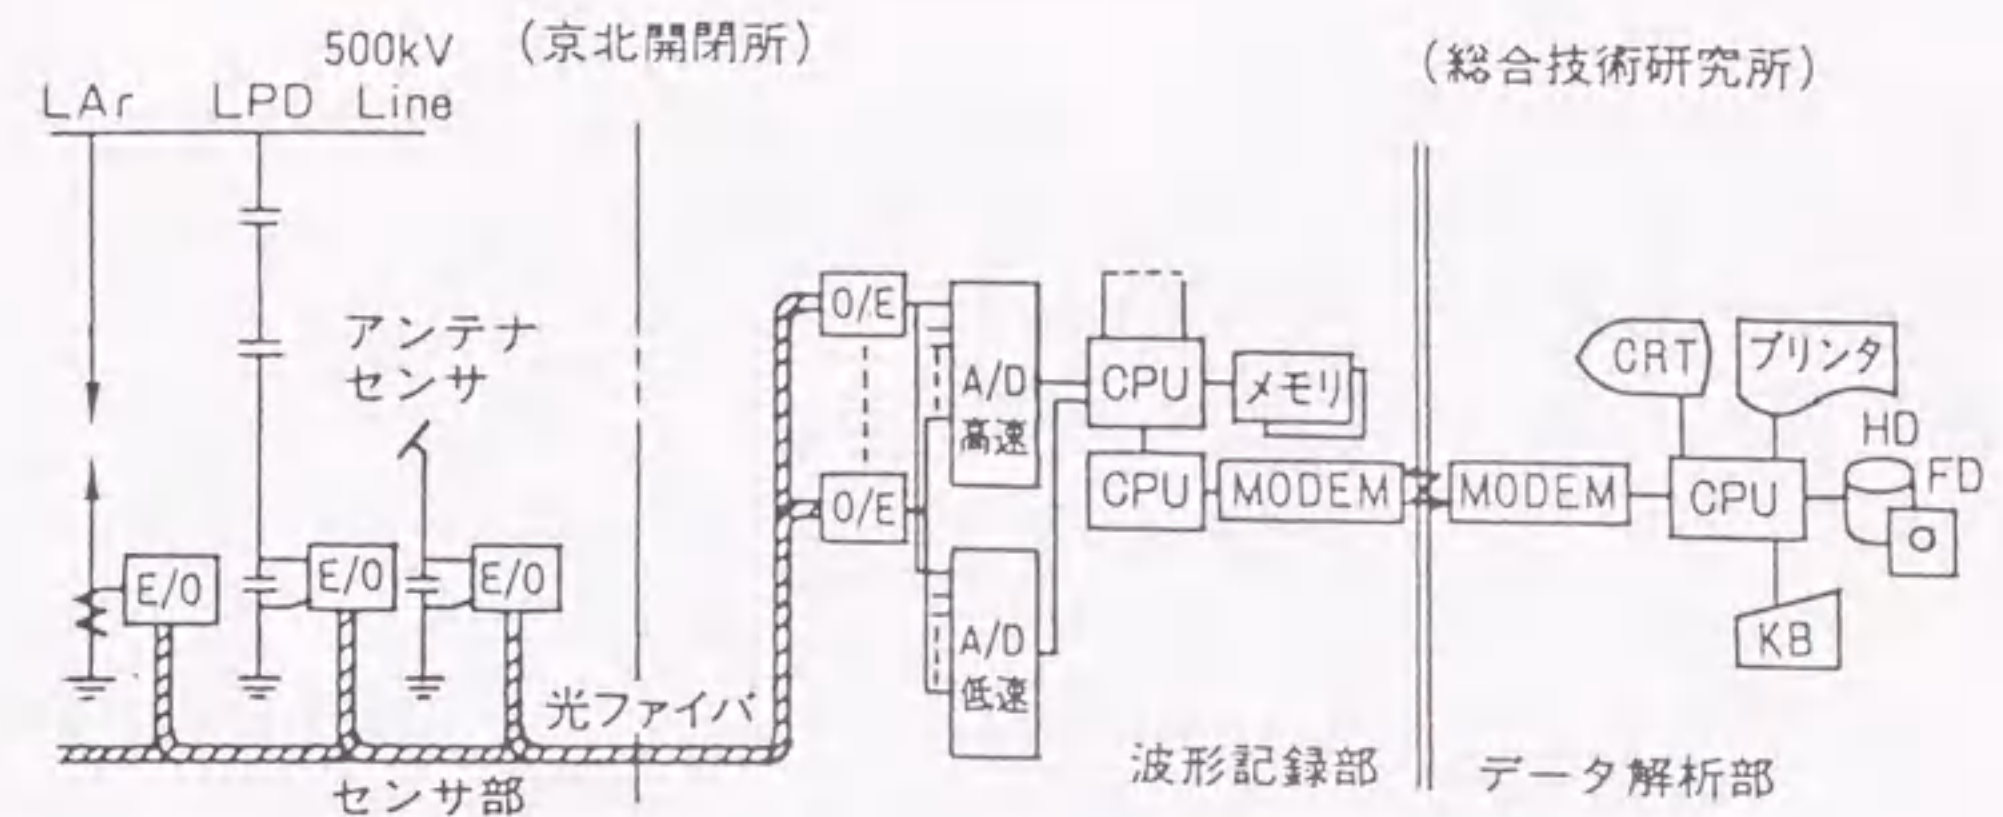 500kV
(京北開閉所)
(総合技術研究所)
LAr
LPD
Line
アンテナ
センサ
E/O
E/O
E/O
光ファイバ
センサ部
O/E
O/E
A/D
高速
A/D
低速
CPU
メモリ
CPU
MODEM
波形記録部
MODEM
CRT
プリンタ
CPU
HD
FD
KB
データ解析部